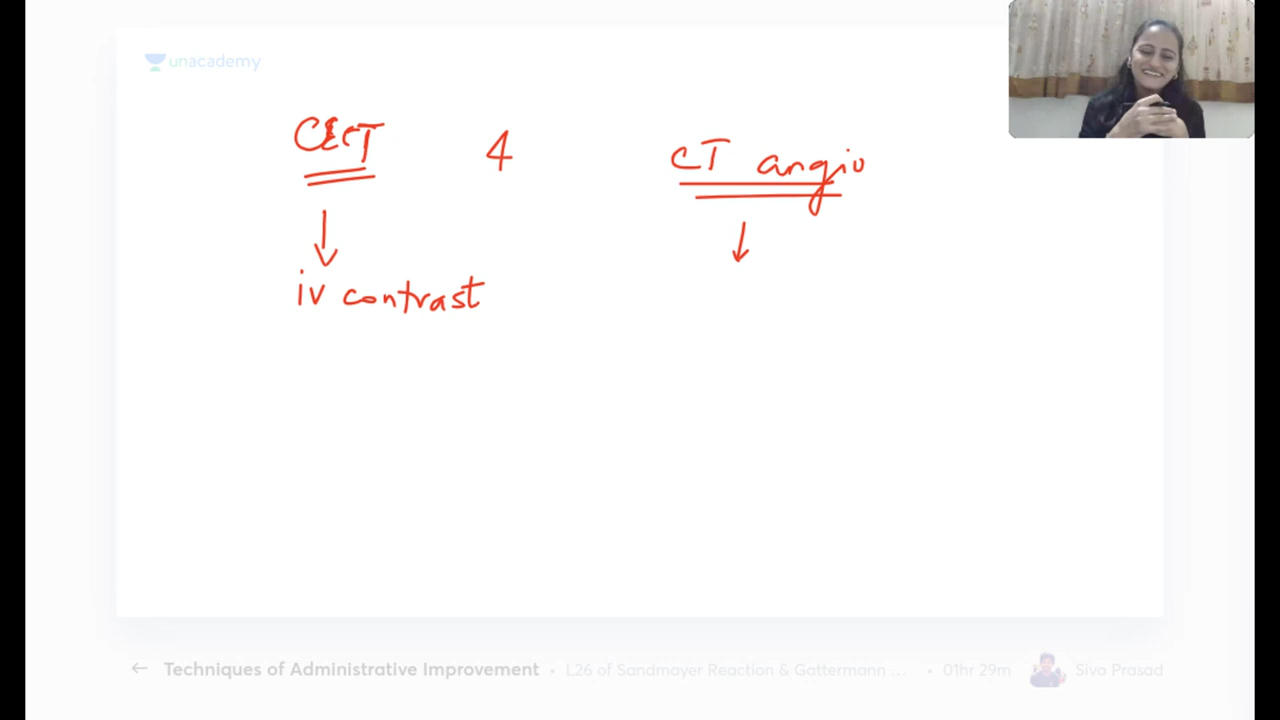 unacademy
CECT 4 CT angio
iv contrast
Techniques of Administrative Improvement • L26 of Sandmayer Reaction & Gattermann ... • 01hr 29m Siva Prasad